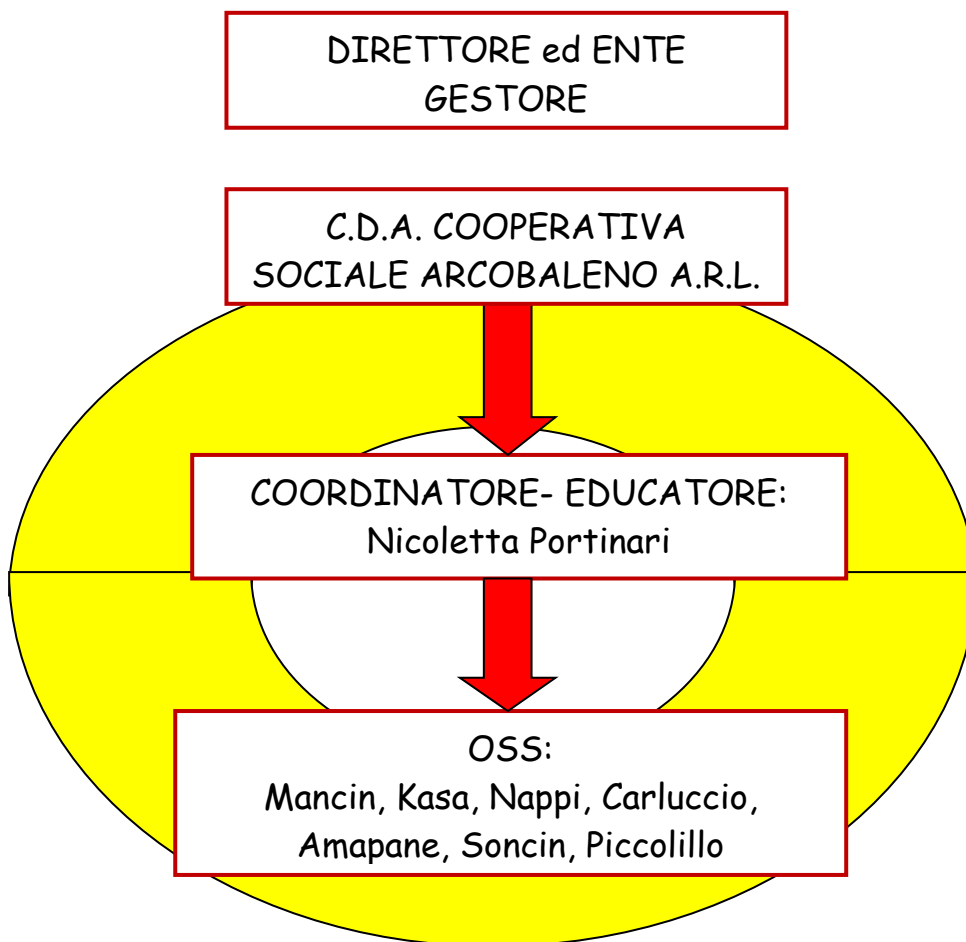 DIRETTORE ed ENTE
GESTORE
C.D.A. COOPERATIVA
SOCIALE ARCOBALENO A.R.L.
COORDINATORE- EDUCATORE:
Nicoletta Portinari
OSS:
Mancin, Kasa, Nappi, Carluccio,
Amapane, Soncin, Piccolillo